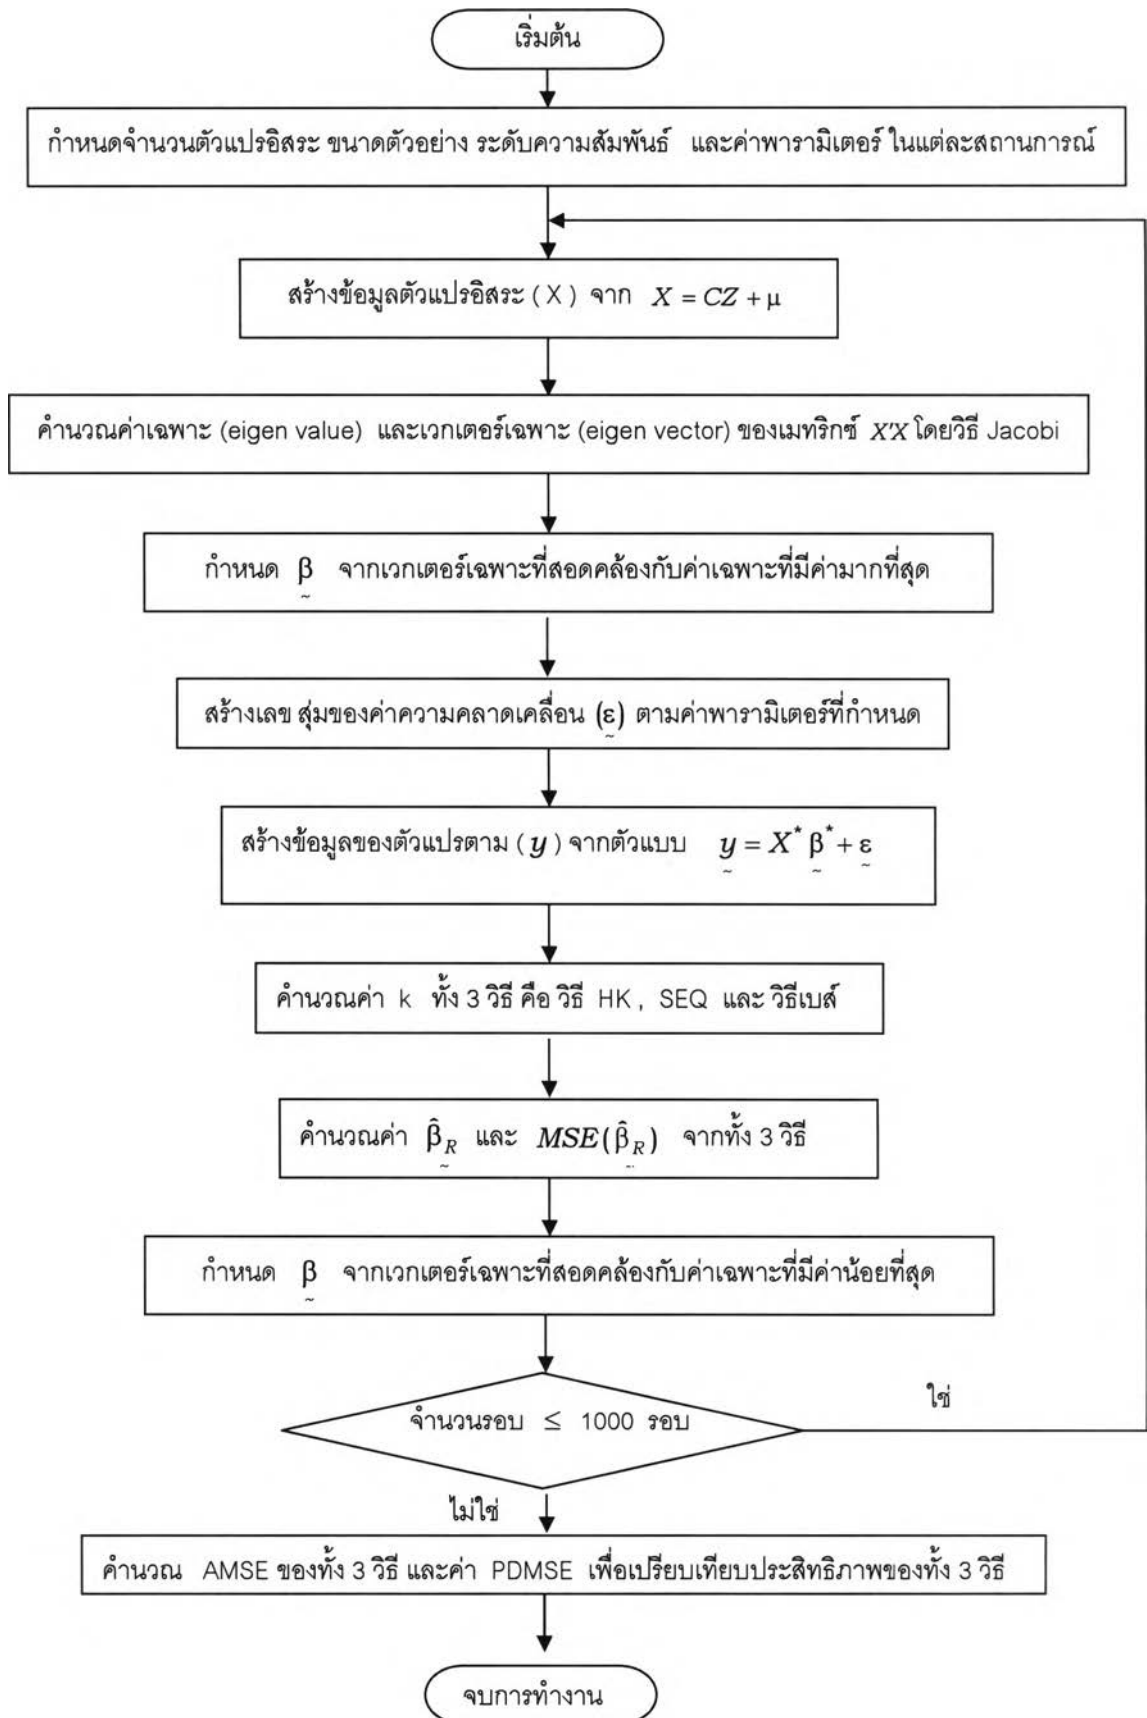 เริ่มต้น
กำหนดจำนวนตัวแปรอิสระ ขนาดตัวอย่าง ระดับความสัมพันธ์ และค่าพารามิเตอร์ ในแต่ละสถานการณ์
สร้างข้อมูลตัวแปรอิสระ ( X ) จาก X = CZ + μ
คำนวณค่าเฉพาะ (eigen value) และเวกเตอร์เฉพาะ (eigen vector) ของเมทริกซ์ X'X โดยวิธี Jacobi
กำหนด β̰ จากเวกเตอร์เฉพาะที่สอดคล้องกับค่าเฉพาะที่มีค่ามากที่สุด
สร้างเลข สุ่มของค่าความคลาดเคลื่อน (ε̰) ตามค่าพารามิเตอร์ที่กำหนด
สร้างข้อมูลของตัวแปรตาม ( y ) จากตัวแบบ y̰ = X* β̰* + ε̰
คำนวณค่า k ทั้ง 3 วิธี คือ วิธี HK , SEQ และ วิธีเบส์
คำนวณค่า β̰̂_R และ MSE(β̰̂_R) จากทั้ง 3 วิธี
กำหนด β̰ จากเวกเตอร์เฉพาะที่สอดคล้องกับค่าเฉพาะที่มีค่าน้อยที่สุด
ใช่
จำนวนรอบ ≤ 1000 รอบ
ไม่ใช่
คำนวณ AMSE ของทั้ง 3 วิธี และค่า PDMSE เพื่อเปรียบเทียบประสิทธิภาพของทั้ง 3 วิธี
จบการทำงาน